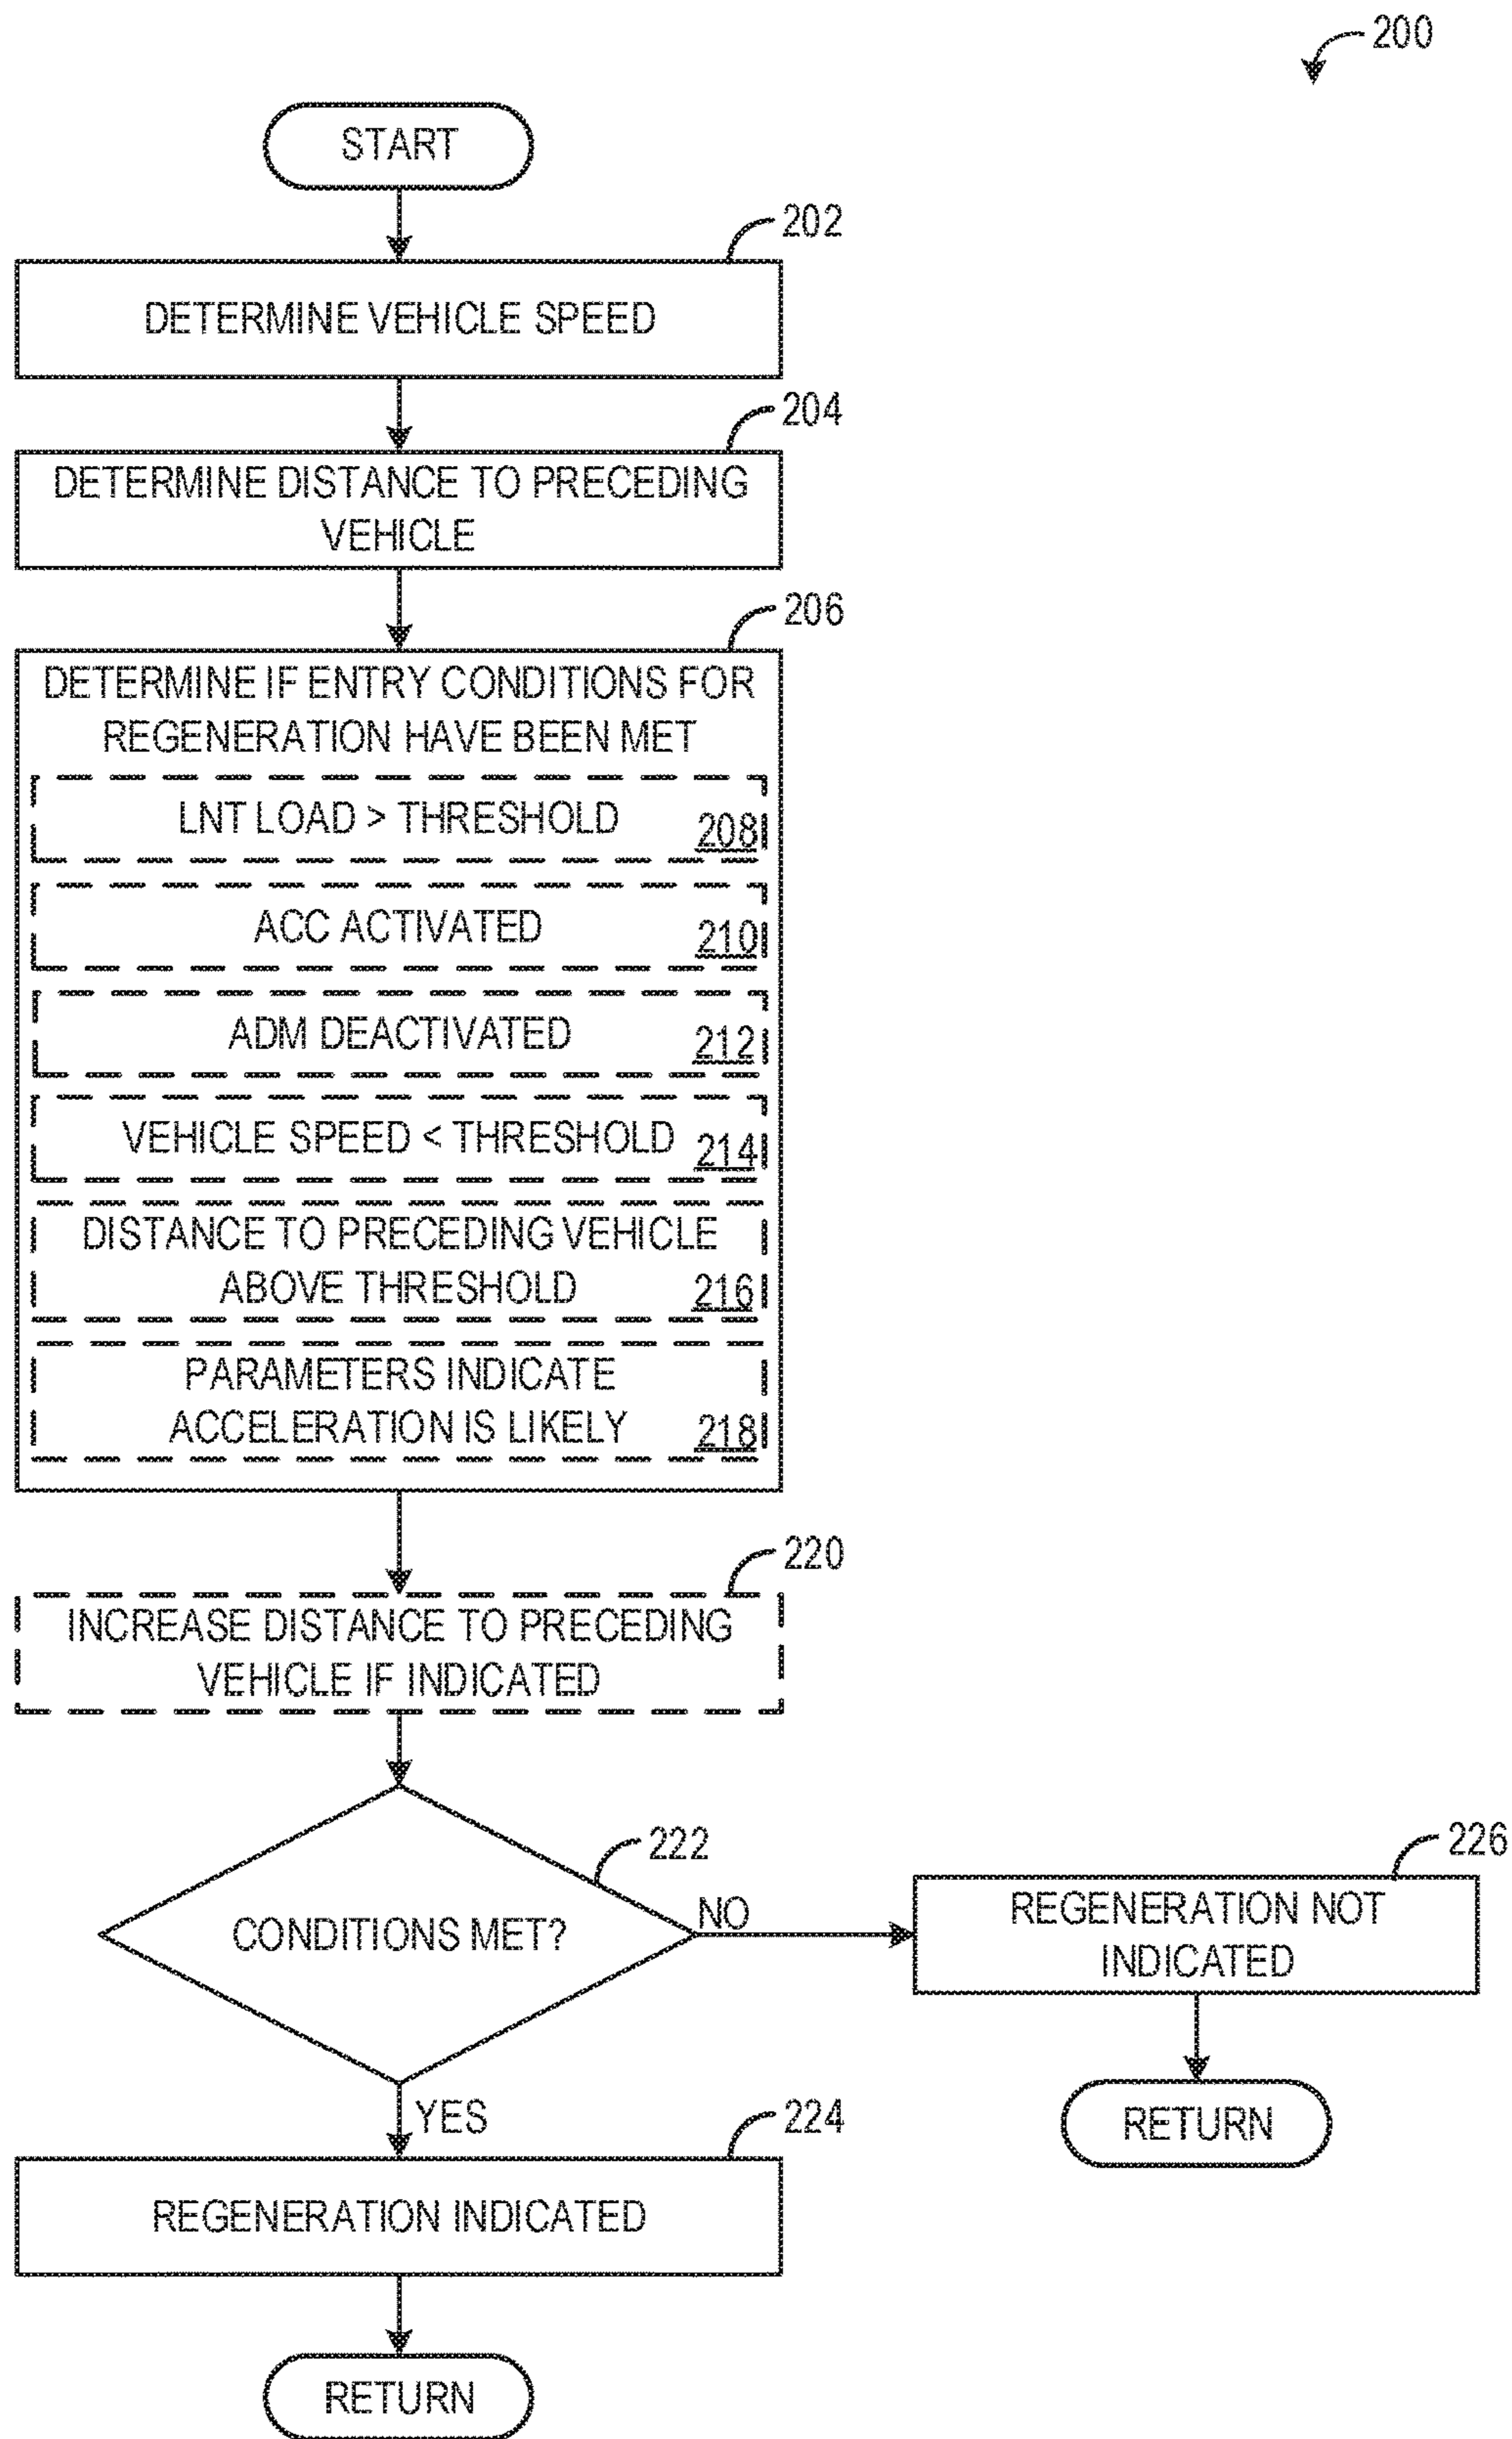 200
START
202
DETERMINE VEHICLE SPEED
204
DETERMINE DISTANCE TO PRECEDING
VEHICLE
206
DETERMINE IF ENTRY CONDITIONS FOR
REGENERATION HAVE BEEN MET
LNT LOAD > THRESHOLD 208
ACC ACTIVATED 210
ADM DEACTIVATED 212
VEHICLE SPEED < THRESHOLD 214
DISTANCE TO PRECEDING VEHICLE
ABOVE THRESHOLD 216
PARAMETERS INDICATE
ACCELERATION IS LIKELY 218
220
INCREASE DISTANCE TO PRECEDING
VEHICLE IF INDICATED
222
CONDITIONS MET?
NO
226
REGENERATION NOT
INDICATED
RETURN
YES
224
REGENERATION INDICATED
RETURN